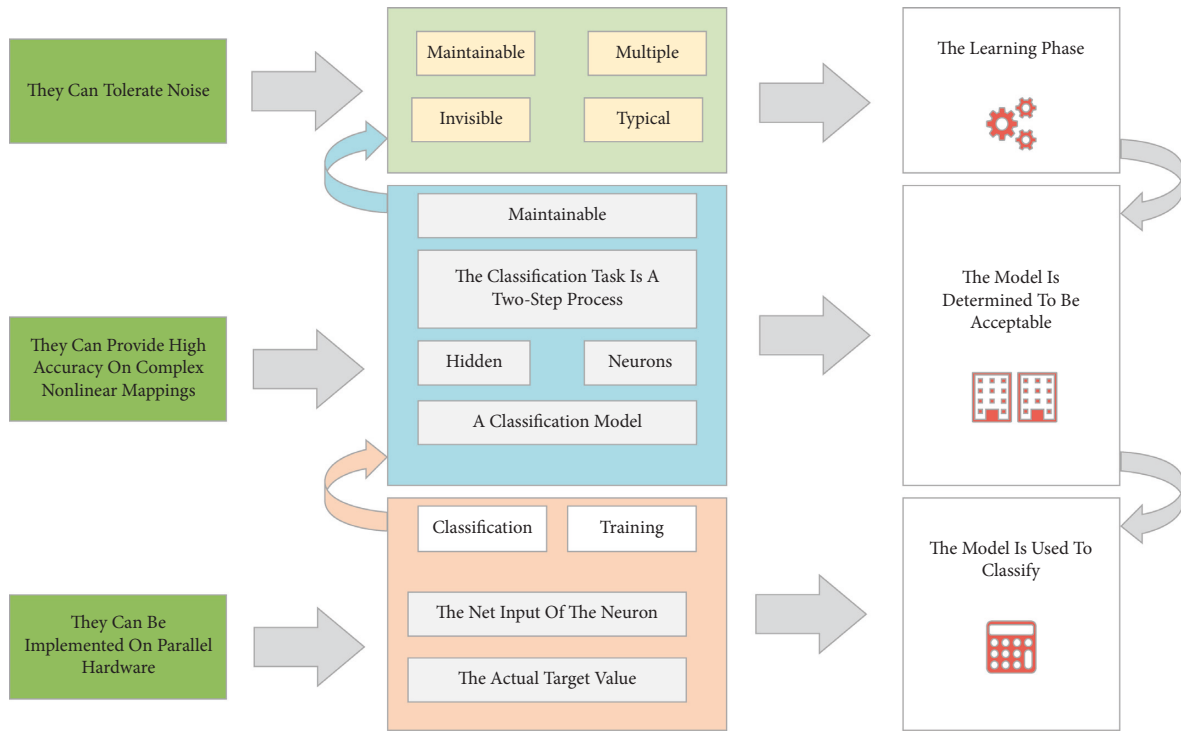 They Can Tolerate Noise
Maintainable
Multiple
Invisible
Typical
The Learning Phase
They Can Provide High
Accuracy On Complex
Nonlinear Mappings
Maintainable
The Classification Task Is A
Two-Step Process
Hidden
Neurons
A Classification Model
The Model Is
Determined To Be
Acceptable
They Can Be
Implemented On Parallel
Hardware
Classification
Training
The Net Input Of The Neuron
The Actual Target Value
The Model Is Used To
Classify